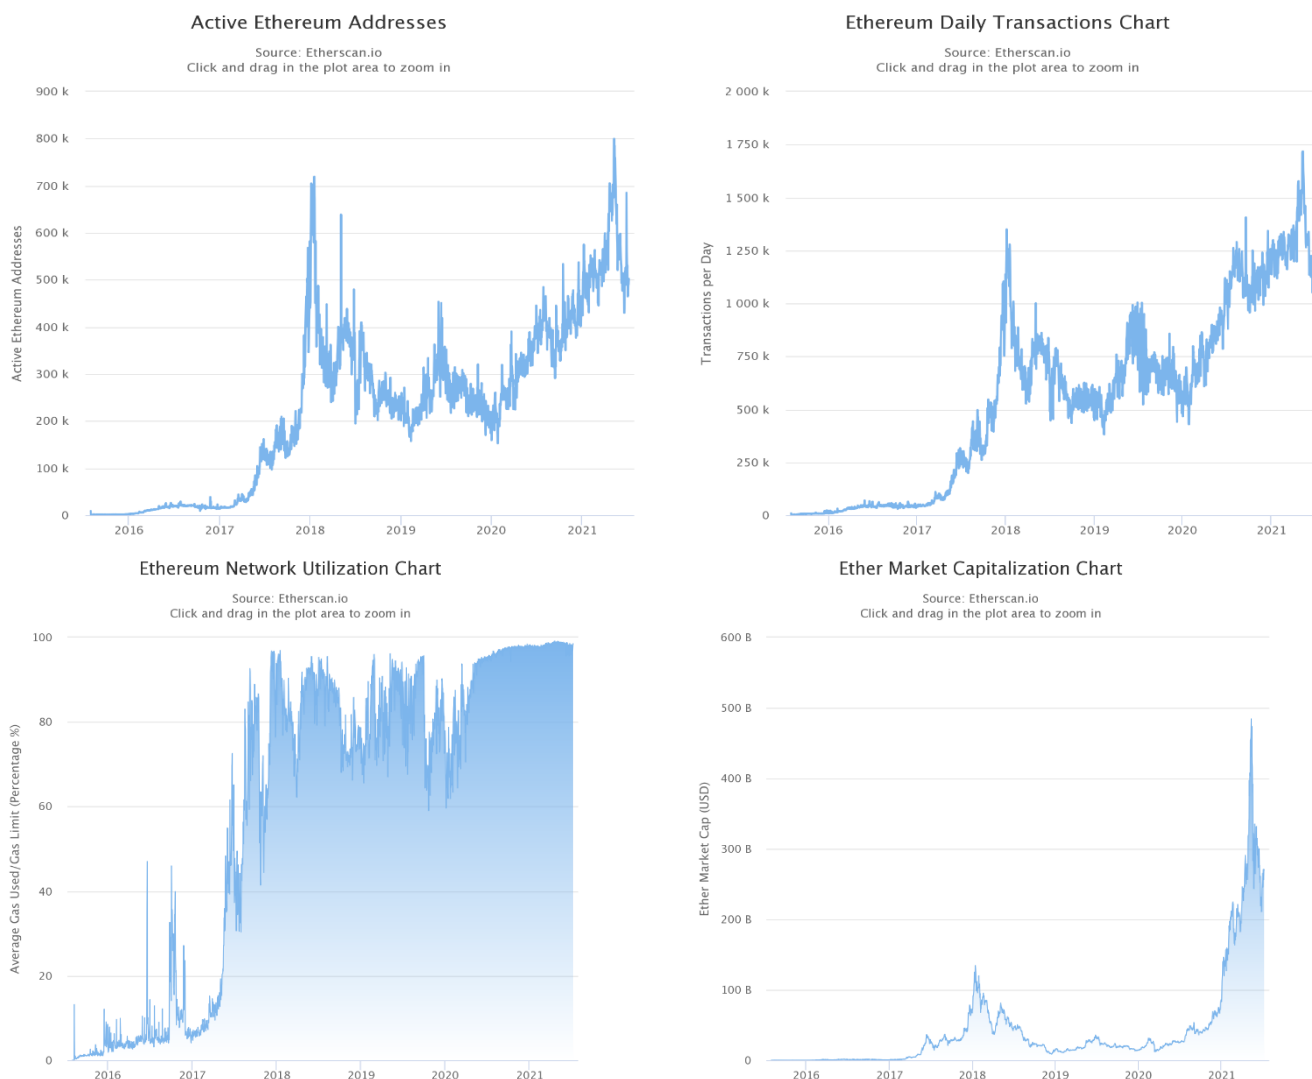 Active Ethereum Addresses
Source: Etherscan.io
Click and drag in the plot area to zoom in
900 k
800 k
700 k
600 k
500 k
400 k
300 k
200 k
100 k
0
Active Ethereum Addresses
2016
2017
2018
2019
2020
2021
Ethereum Daily Transactions Chart
Source: Etherscan.io
Click and drag in the plot area to zoom in
2 000 k
1 750 k
1 500 k
1 250 k
1 000 k
750 k
500 k
250 k
0
Transactions per Day
2016
2017
2018
2019
2020
2021
Ethereum Network Utilization Chart
Source: Etherscan.io
Click and drag in the plot area to zoom in
100
80
60
40
20
0
Average Gas Used/Gas Limit (Percentage %)
2016
2017
2018
2019
2020
2021
Ether Market Capitalization Chart
Source: Etherscan.io
Click and drag in the plot area to zoom in
600 B
500 B
400 B
300 B
200 B
100 B
0
Ether Market Cap (USD)
2016
2017
2018
2019
2020
2021